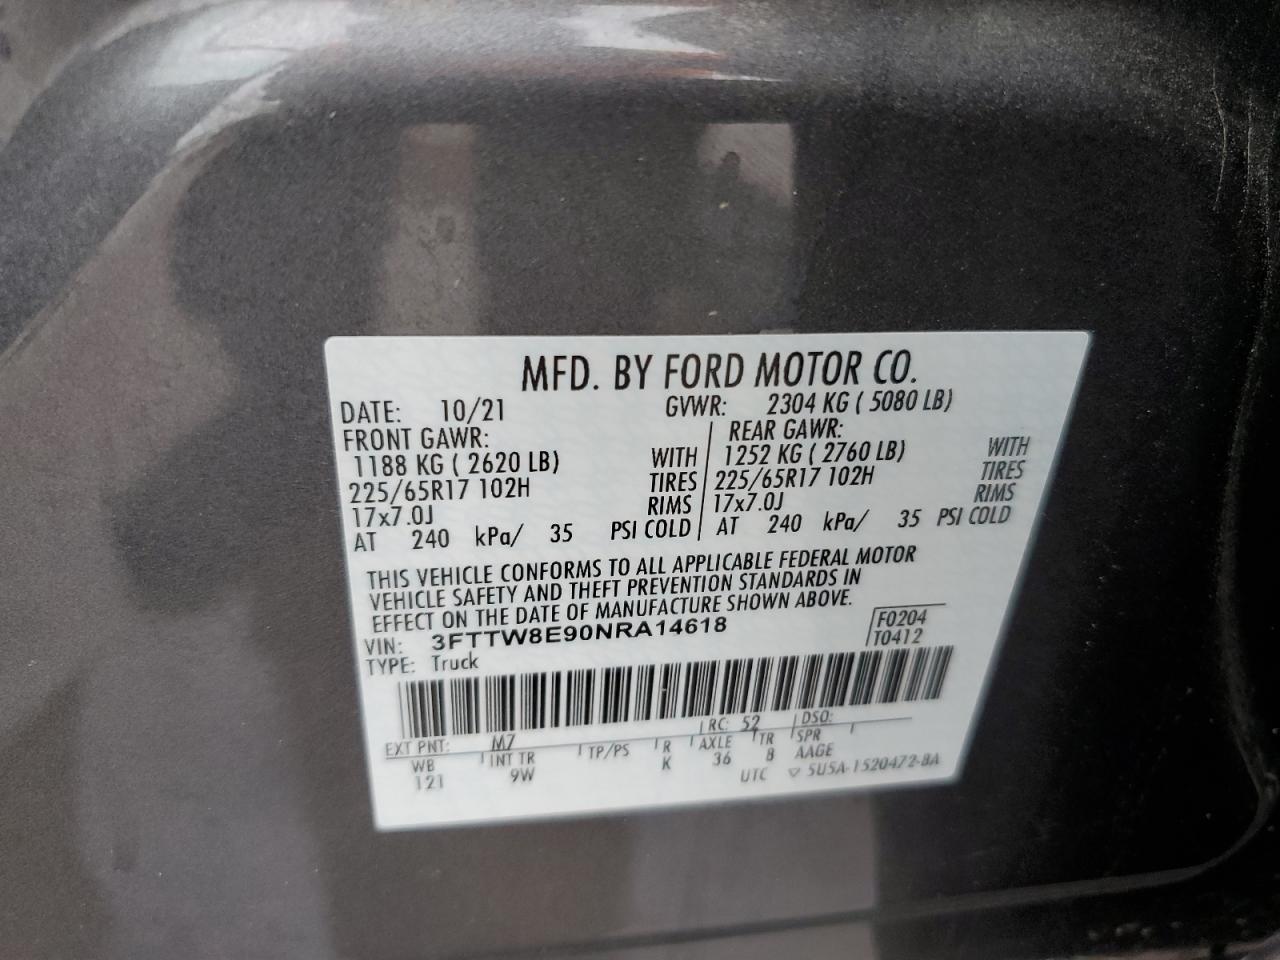 MFD. BY FORD MOTOR CO.
DATE: 10/21 GVWR: 2304 KG ( 5080 LB)
FRONT GAWR: REAR GAWR:
1188 KG ( 2620 LB) WITH 1252 KG ( 2760 LB) WITH
225/65R17 102H TIRES 225/65R17 102H TIRES
17x7.0J RIMS 17x7.0J RIMS
AT 240 kPa/ 35 PSI COLD AT 240 kPa/ 35 PSI COLD
THIS VEHICLE CONFORMS TO ALL APPLICABLE FEDERAL MOTOR
VEHICLE SAFETY AND THEFT PREVENTION STANDARDS IN
EFFECT ON THE DATE OF MANUFACTURE SHOWN ABOVE.
VIN: 3FTTW8E90NRA14618 F0204
TYPE: Truck T0412
EXT PNT: M7 RC: 52 DSO:
WB INT TR TP/PS R AXLE TR SPR
121 9W K 36 8 AAGE
UTC ▽ 5U5A-1520472-BA